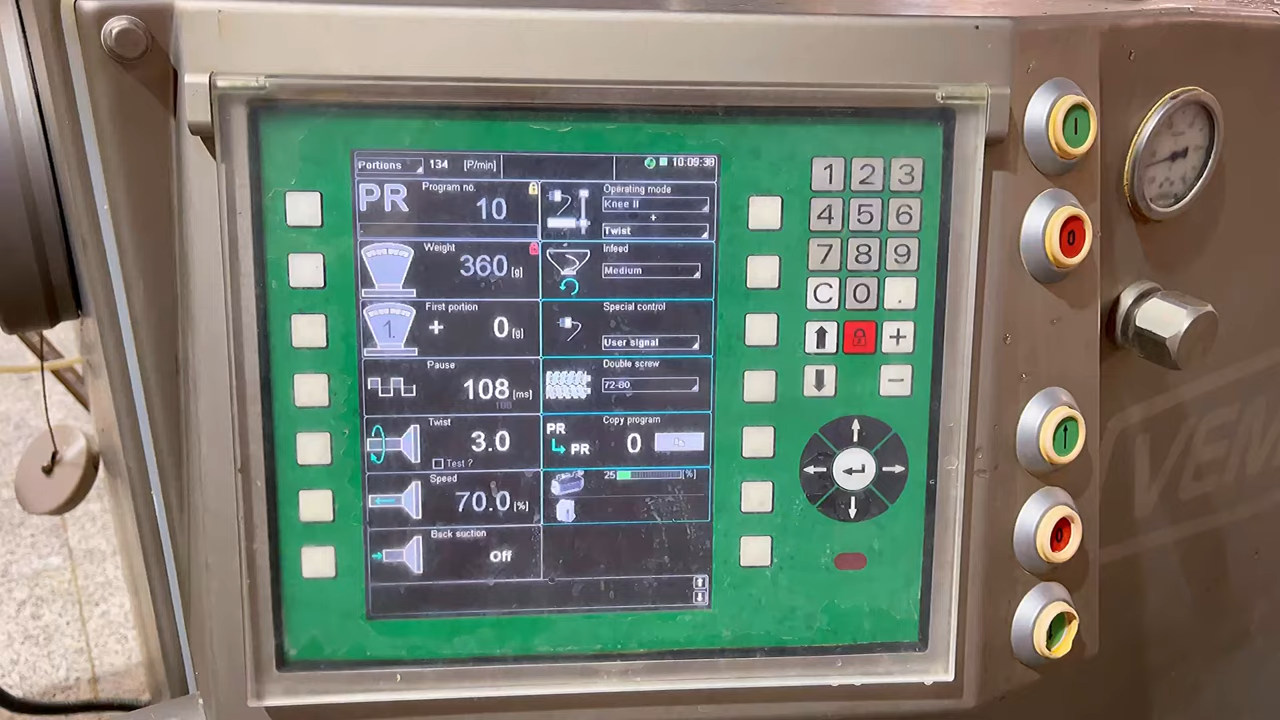 Portions 134 [P/min] 10:09:38
PR Program no. 10
Operating mode
Knee II
+
Twist
Weight 360 [g]
Infeed
Medium
First portion
1. + 0 [g]
Special control
User signal
Pause
108 [ms]
Double screw
72-80
Twist
3.0
Test ?
Copy program
PR PR 0
Speed
70.0 [%]
25 [%]
Back suction
Off
1 2 3
4 5 6
7 8 9
C 0 .
+
-
I
0
0
VEM